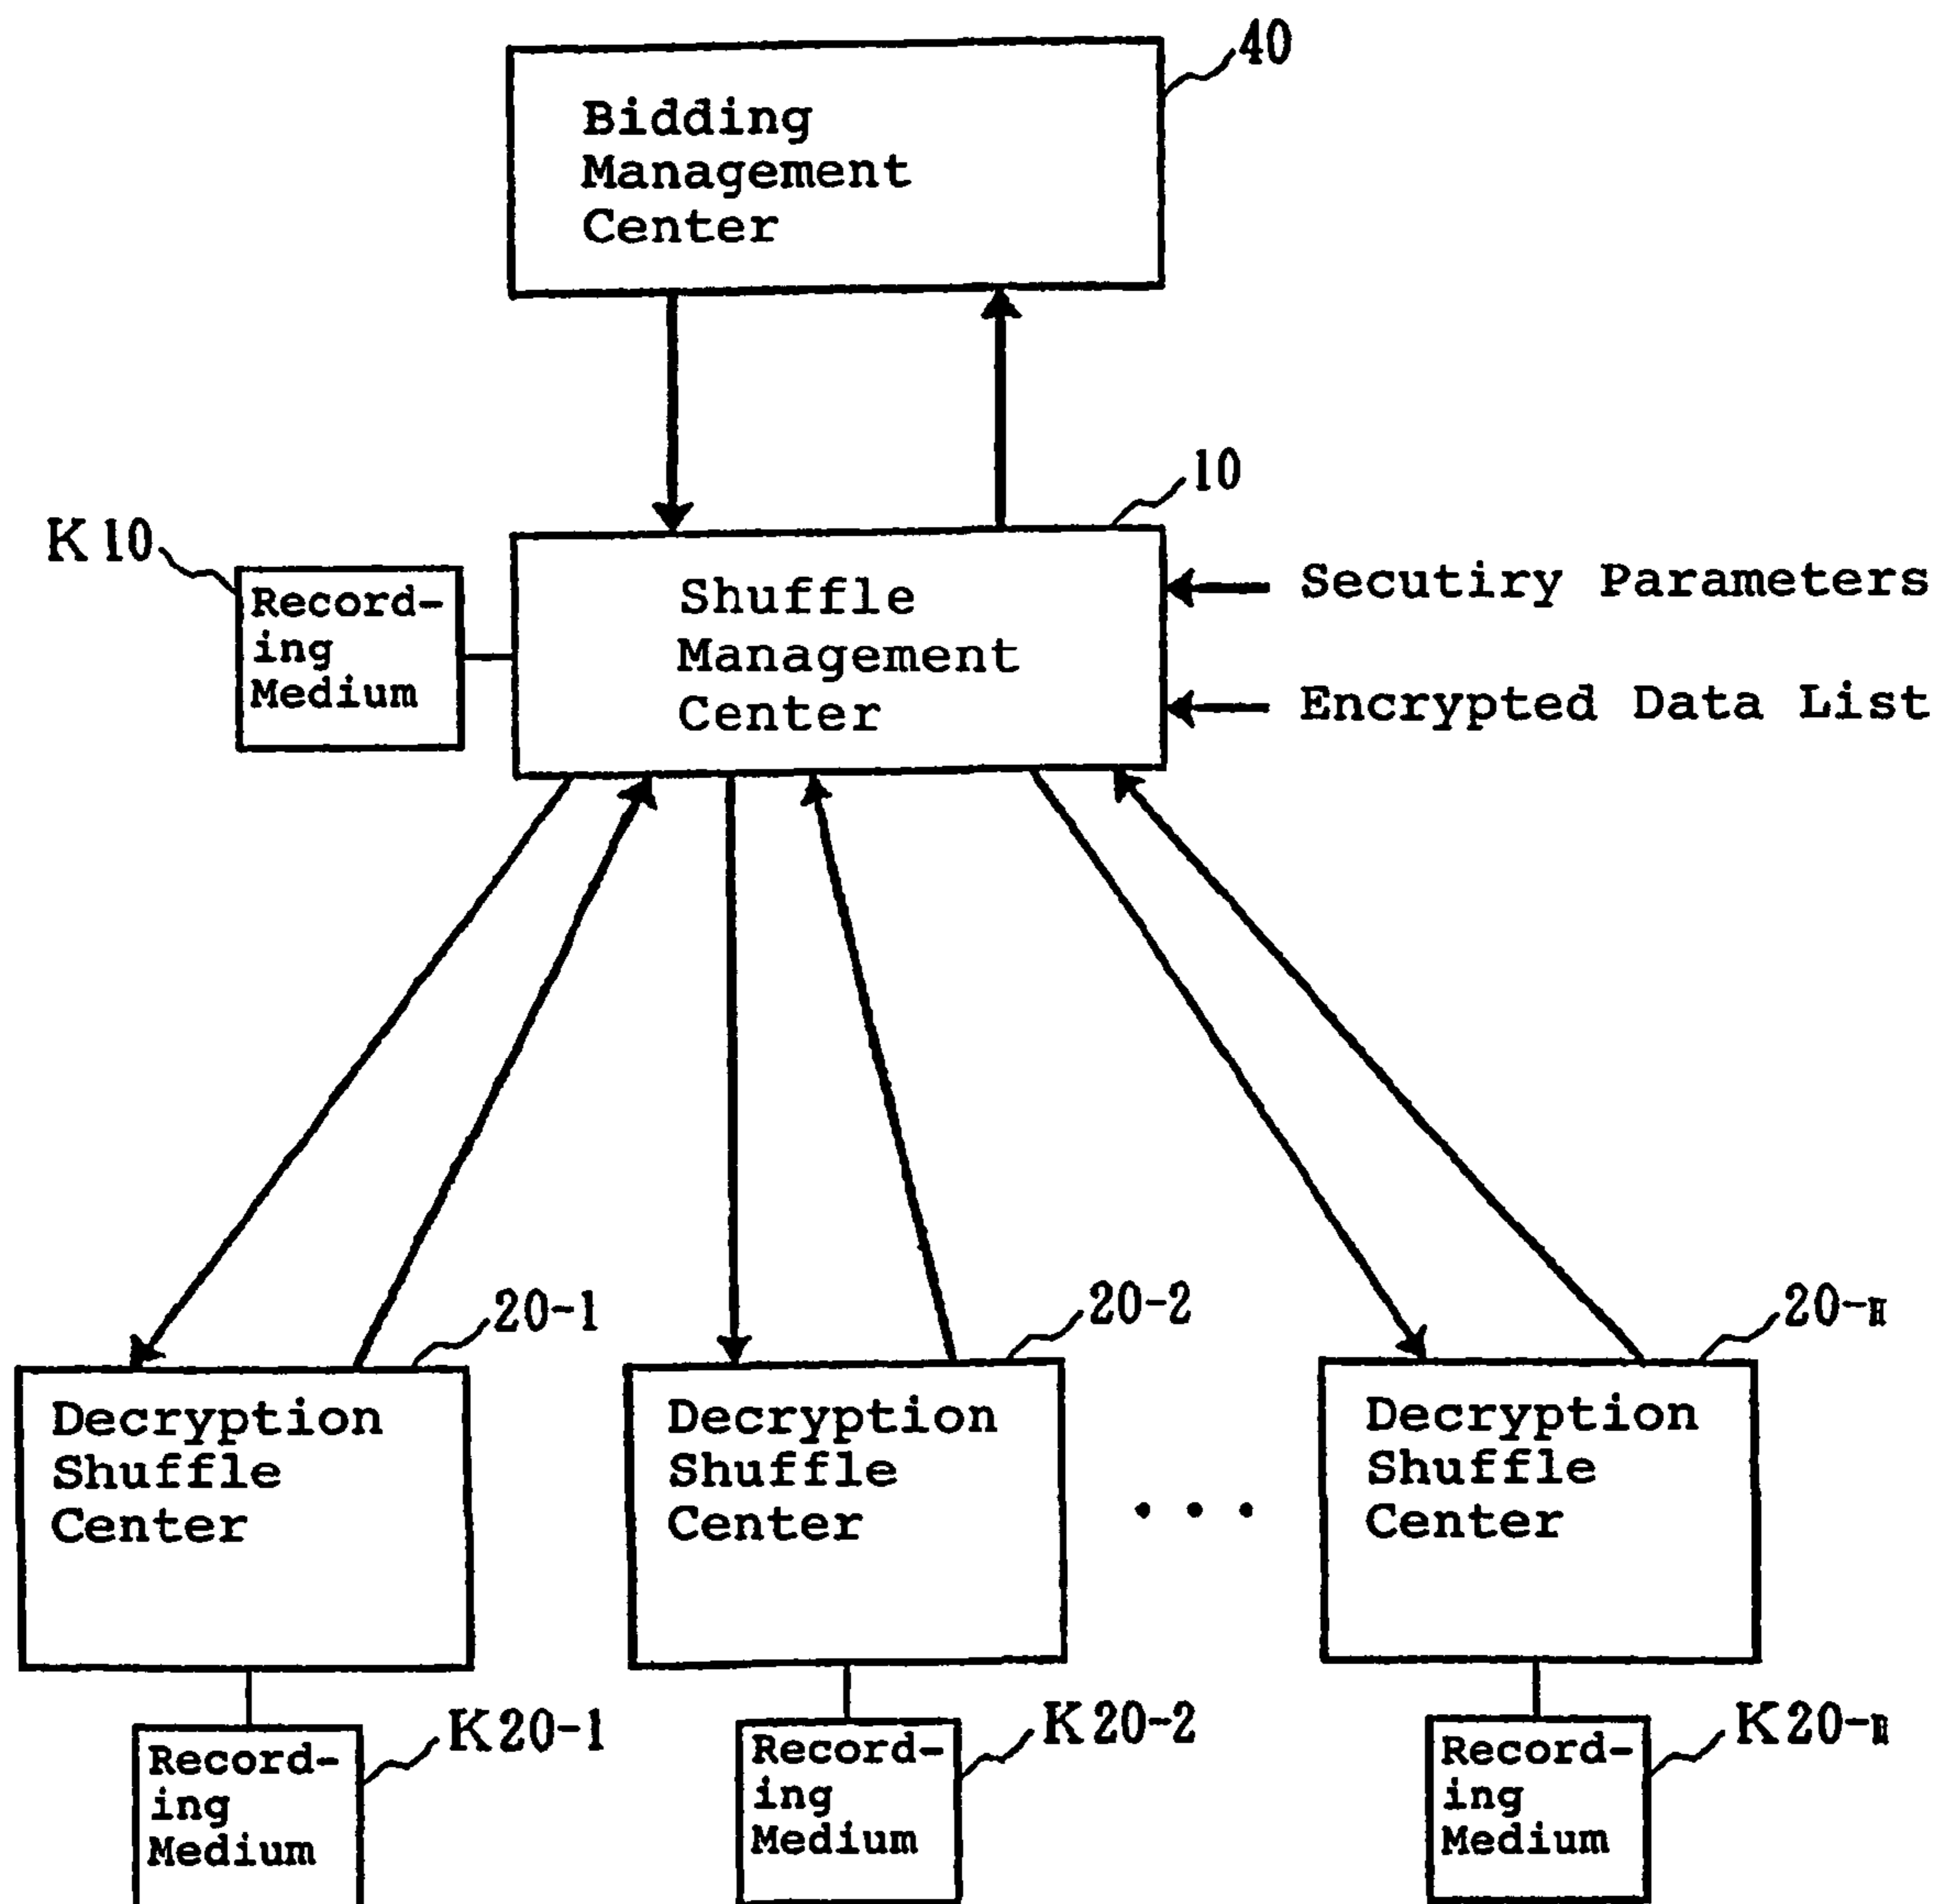 40
Bidding
Management
Center
10
K10
Record-
ing
Medium
Shuffle
Management
Center
Secutiry Parameters
Encrypted Data List
20-1
20-2
20-n
Decryption
Shuffle
Center
Decryption
Shuffle
Center
Decryption
Shuffle
Center
K20-1
K20-2
K20-n
Record-
ing
Medium
Record-
ing
Medium
Record-
ing
Medium